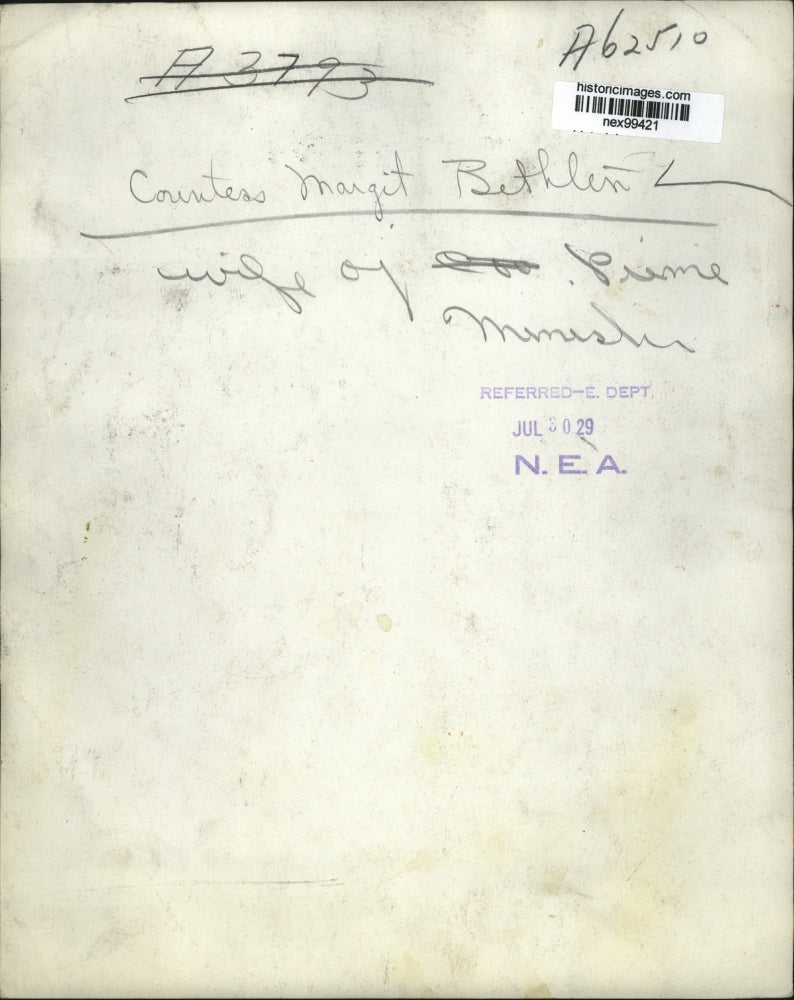 A 3793
A62510
historicimages.com
nex99421
Countess Margit Bethlen
wife of Prime
Minister
REFERRED-E. DEPT.
JUL 30 29
N. E. A.